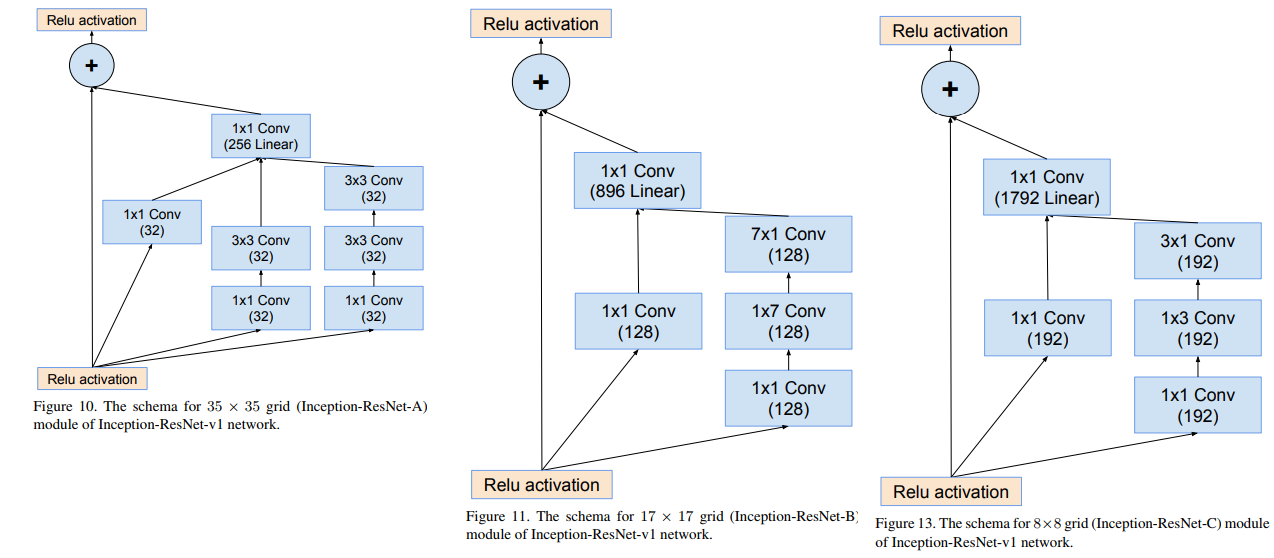 Relu activation
+
1x1 Conv
(256 Linear)
3x3 Conv
(32)
1x1 Conv
(32)
3x3 Conv
(32)
3x3 Conv
(32)
1x1 Conv
(32)
1x1 Conv
(32)
Relu activation
Figure 10. The schema for 35 × 35 grid (Inception-ResNet-A)
module of Inception-ResNet-v1 network.
Relu activation
+
1x1 Conv
(896 Linear)
7x1 Conv
(128)
1x1 Conv
(128)
1x7 Conv
(128)
1x1 Conv
(128)
Relu activation
Figure 11. The schema for 17 × 17 grid (Inception-ResNet-B)
module of Inception-ResNet-v1 network.
Relu activation
+
1x1 Conv
(1792 Linear)
3x1 Conv
(192)
1x1 Conv
(192)
1x3 Conv
(192)
1x1 Conv
(192)
Relu activation
Figure 13. The schema for 8×8 grid (Inception-ResNet-C) module
of Inception-ResNet-v1 network.